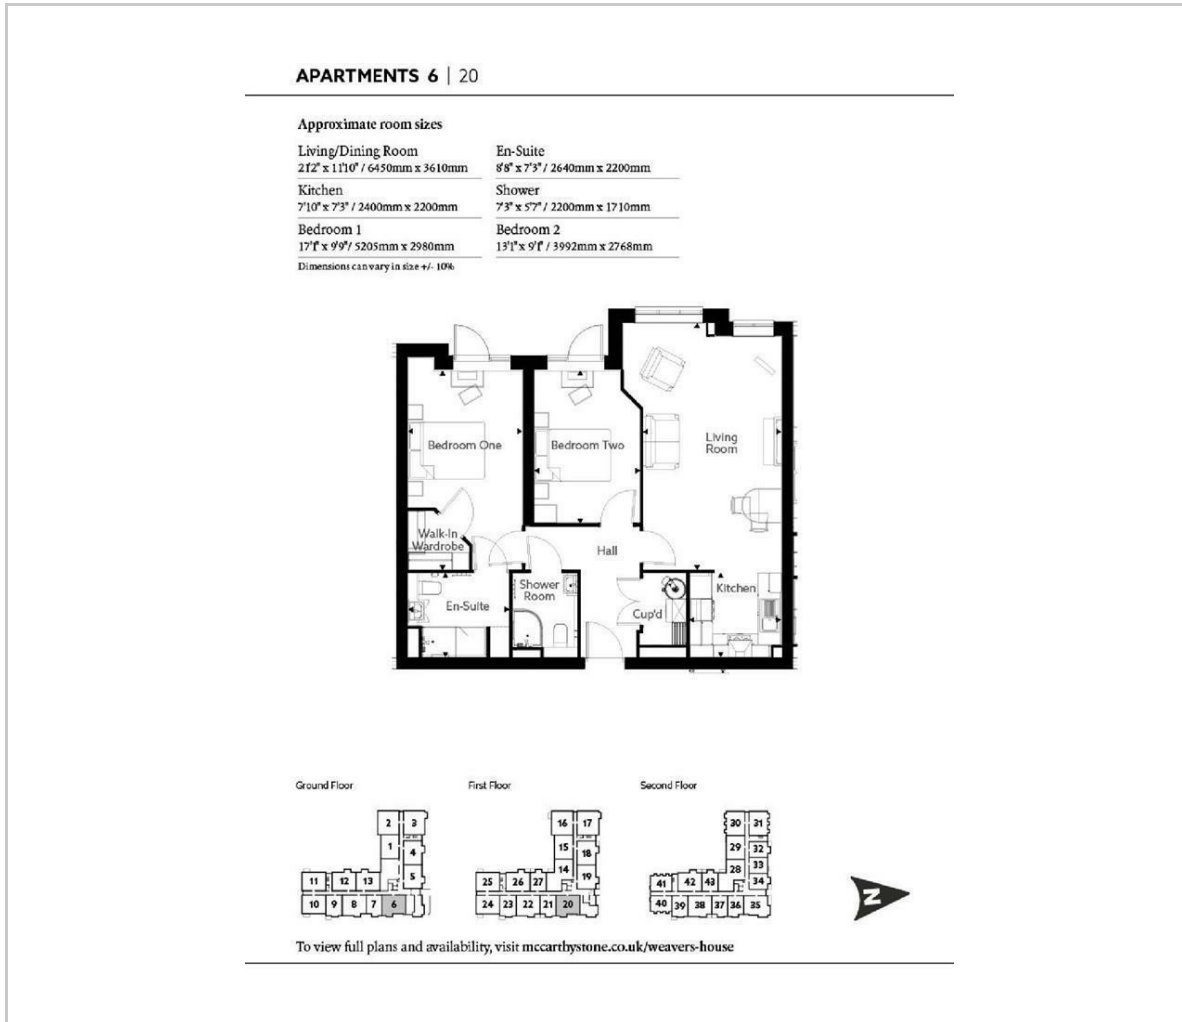 APARTMENTS 6 | 20
Approximate room sizes
Living/Dining Room
21'2" x 11'10" / 6450mm x 3610mm
Kitchen
7'10" x 7'3" / 2400mm x 2200mm
Bedroom 1
17'1" x 9'9"/ 5205mm x 2980mm
Dimensions can vary in size +/- 10%
En-Suite
8'8" x 7'3" / 2640mm x 2200mm
Shower
7'3" x 5'7" / 2200mm x 1710mm
Bedroom 2
13'1" x 9'1" / 3992mm x 2768mm
Bedroom One
Bedroom Two
Living
Room
Walk-In
Wardrobe
Hall
Shower
Room
En-Suite
Cup'd
Kitchen
Ground Floor
2 3
1
4
5
11 12 13
10 9 8 7 6
First Floor
16 17
15
18
14
19
25 26 27
24 23 22 21 20
Second Floor
30 31
29 32
33
28
34
41 42 43
40 39 38 37 36 35
N
To view full plans and availability, visit mccarthystone.co.uk/weavers-house